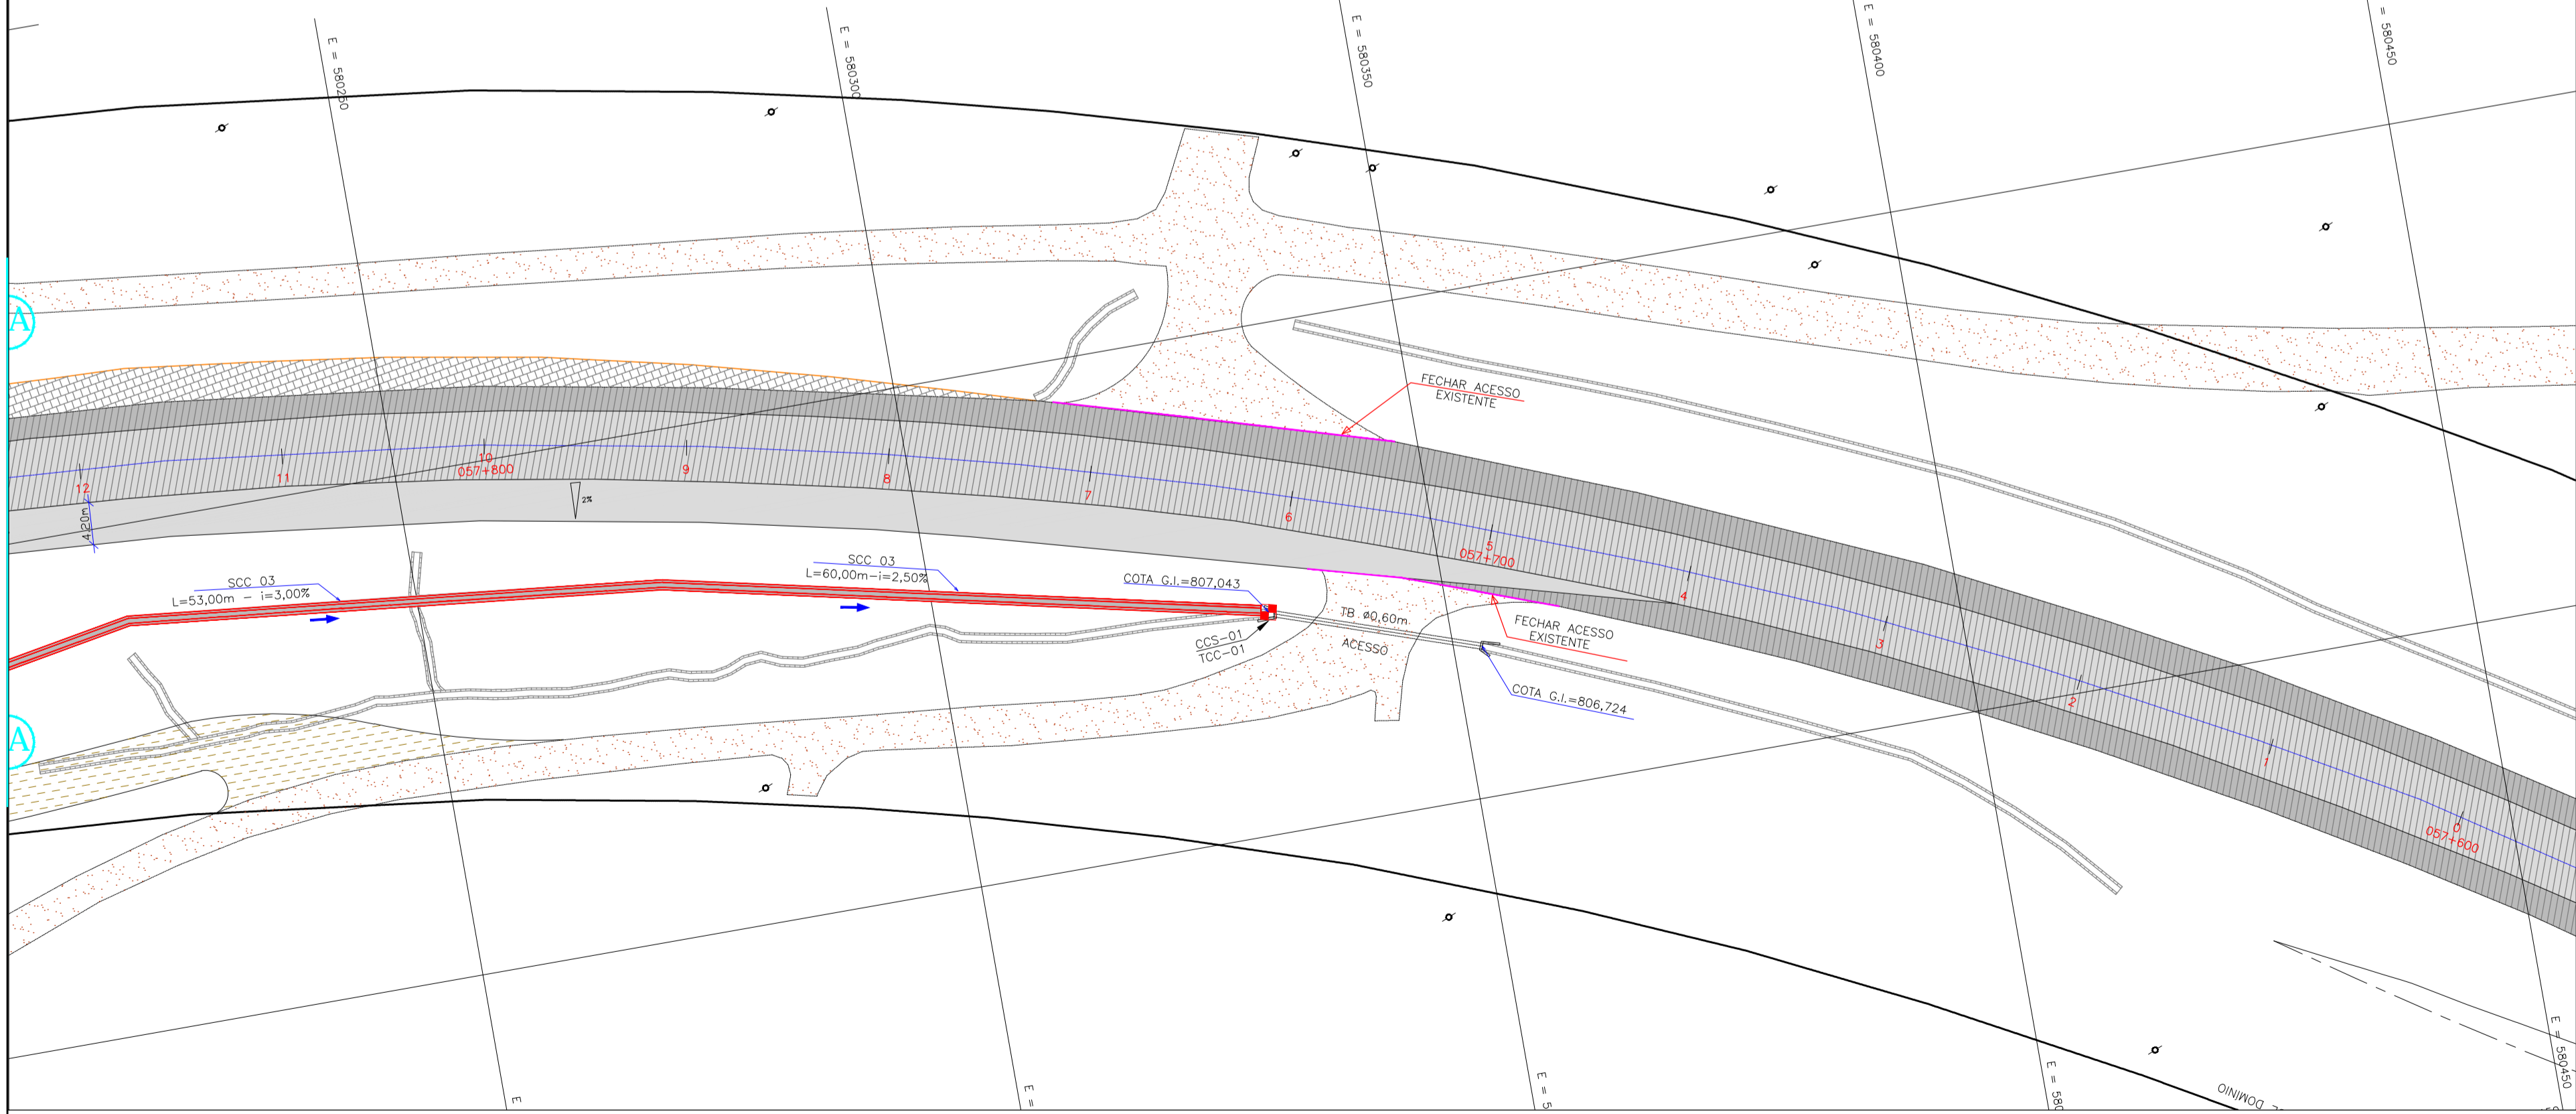 E = 580250
E = 580300
E = 580350
E = 580400
= 580450
A
FECHAR ACESSO
EXISTENTE
12
11
10
057+800
9
8
7
6
5
057+700
4
3
2
1
0
057+600
4,20m
2%
SCC 03
L=53,00m - i=3,00%
SCC 03
L=60,00m-i=2,50%
COTA G.I.=807,043
CCS-01
TCC-01
TB ø0,60m
ACESSO
FECHAR ACESSO
EXISTENTE
COTA G.I.=806,724
A
E
E =
E = 5
E = 580
E = 580450
DOMÍNIO